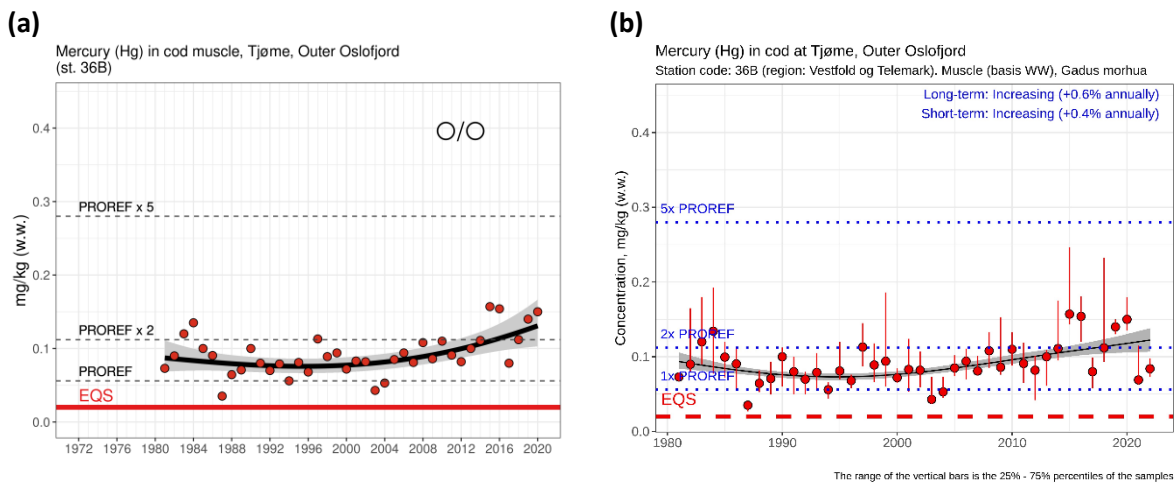 (a)
Mercury (Hg) in cod muscle, Tjøme, Outer Oslofjord
(st. 36B)
○/○
0.4
0.3
PROREF x 5
0.2
PROREF x 2
0.1
PROREF
EQS
0.0
mg/kg (w.w.)
1972 1976 1980 1984 1988 1992 1996 2000 2004 2008 2012 2016 2020
(b)
Mercury (Hg) in cod at Tjøme, Outer Oslofjord
Station code: 36B (region: Vestfold og Telemark). Muscle (basis WW), Gadus morhua
Long-term: Increasing (+0.6% annually)
Short-term: Increasing (+0.4% annually)
0.4
0.3
5x PROREF
0.2
2x PROREF
0.1
1x PROREF
EQS
0.0
Concentration, mg/kg (w.w.)
1980 1990 2000 2010 2020
The range of the vertical bars is the 25% - 75% percentiles of the samples